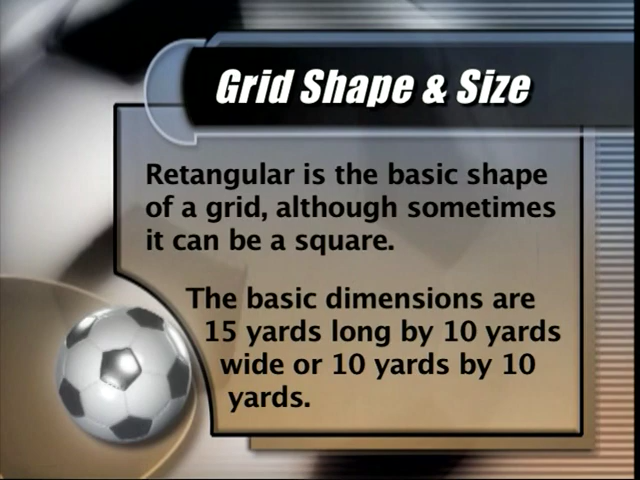 Grid Shape & Size
Retangular is the basic shape
of a grid, although sometimes
it can be a square.
The basic dimensions are
15 yards long by 10 yards
wide or 10 yards by 10
yards.